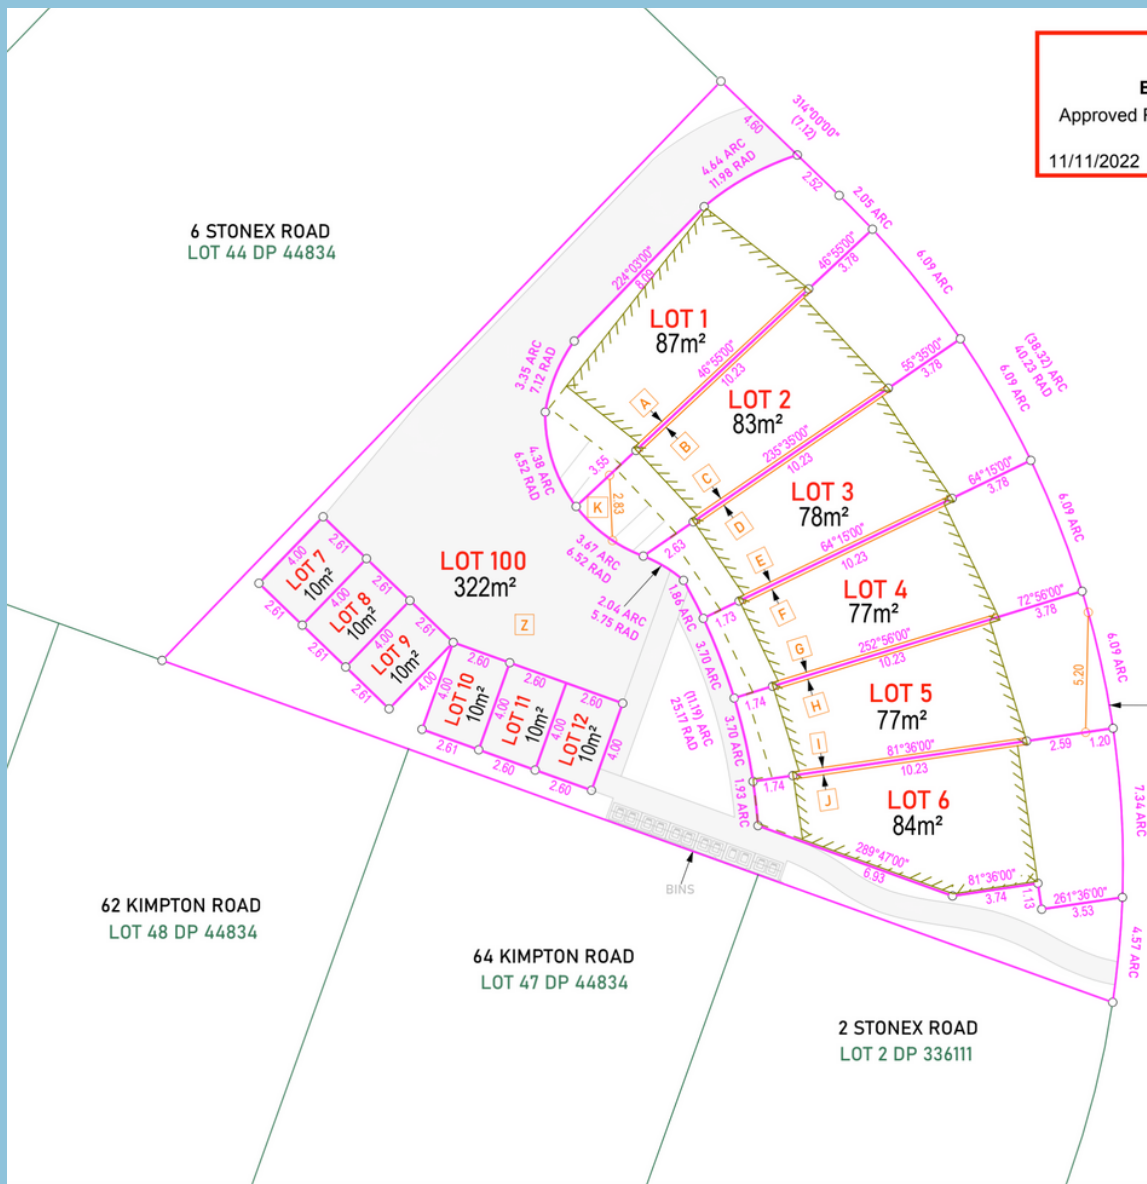 E
Approved F
11/11/2022
314°00'00"
(7.12)
4.60
4.64 ARC
11.98 RAD
2.52
2.05 ARC
6 STONEX ROAD
LOT 44 DP 44834
224°03'00"
8.09
46°55'00"
3.78
6.09 ARC
LOT 1
87m²
3.35 ARC
7.12 RAD
46°55'00"
10.23
55°35'00"
3.78
(38.32) ARC
40.23 RAD
6.09 ARC
LOT 2
83m²
A
B
4.38 ARC
6.52 RAD
3.55
235°35'00"
10.23
C
D
64°15'00"
3.78
LOT 3
78m²
K
2.83
6.09 ARC
3.67 ARC
6.52 RAD
2.63
64°15'00"
10.23
E
F
LOT 100
322m²
Z
2.04 ARC
5.75 RAD
1.86 ARC
1.73
LOT 4
77m²
72°56'00"
3.78
4.00
2.61
LOT 7
10m²
2.61
2.61
4.00
LOT 8
10m²
2.61
2.61
4.00
LOT 9
10m²
2.61
4.00
2.60
4.00
LOT 10
10m²
2.61
2.60
4.00
LOT 11
10m²
2.60
2.60
4.00
LOT 12
10m²
2.60
4.00
G
H
252°56'00"
10.23
3.70 ARC
(11.19) ARC
25.17 RAD
1.74
6.09 ARC
5.20
LOT 5
77m²
I
J
3.70 ARC
81°36'00"
10.23
2.59
1.20
1.74
1.93 ARC
LOT 6
84m²
7.34 ARC
289°47'00"
6.93
81°36'00"
3.74
1.13
261°36'00"
3.53
BINS
4.57 ARC
62 KIMPTON ROAD
LOT 48 DP 44834
64 KIMPTON ROAD
LOT 47 DP 44834
2 STONEX ROAD
LOT 2 DP 336111